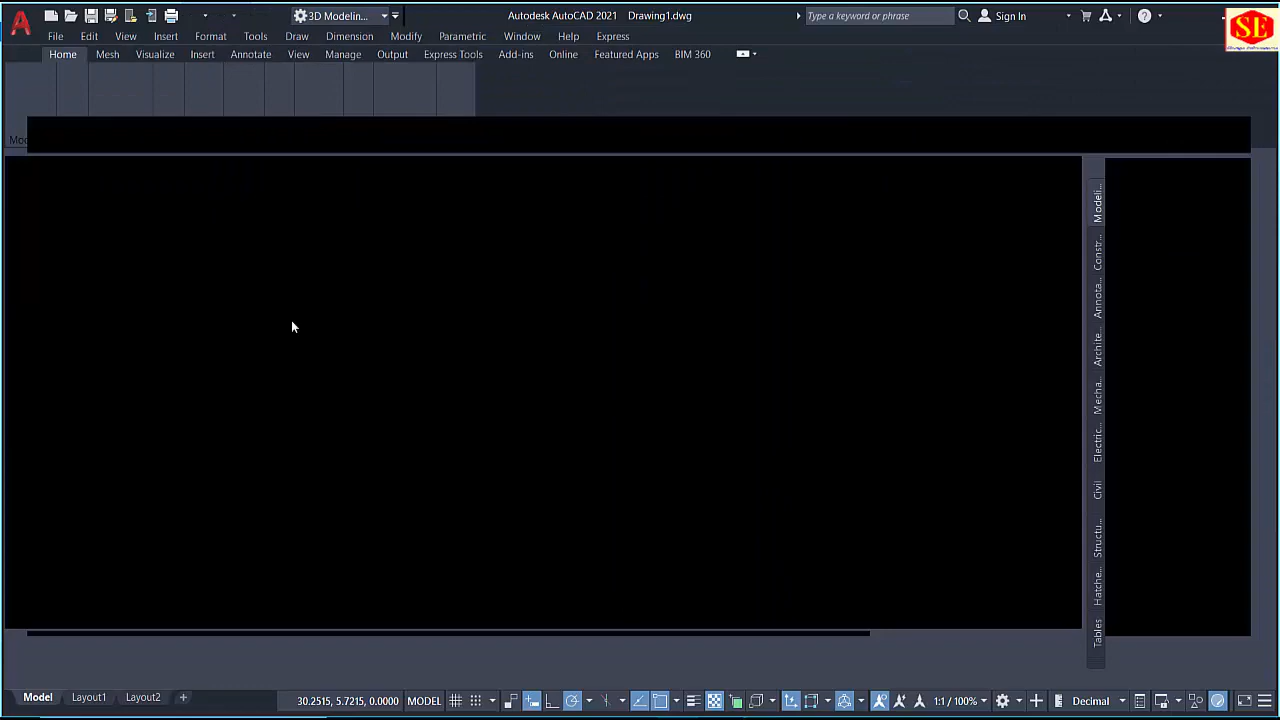 3D Modelin... Autodesk AutoCAD 2021 Drawing1.dwg Type a keyword or phrase Sign In
SE
File Edit View Insert Format Tools Draw Dimension Modify Parametric Window Help Express
Home Mesh Visualize Insert Annotate View Manage Output Express Tools Add-ins Online Featured Apps BIM 360
Modeli...
Constr...
Annota...
Archite...
Mecha...
Electric...
Civil
Structu...
Hatche...
Tables
Model Layout1 Layout2 + 30.2515, 5.7215, 0.0000 MODEL 1:1 / 100% Decimal